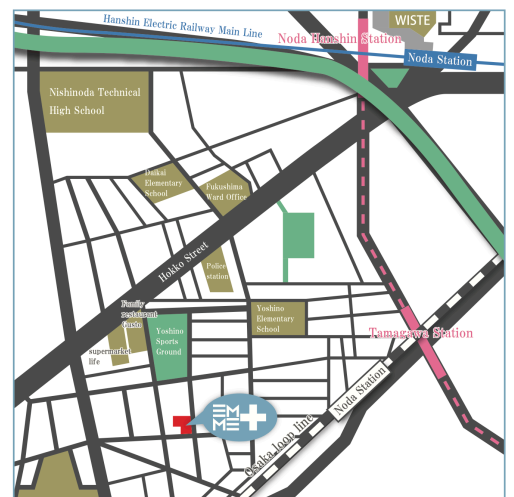 WISTE
Hanshin Electric Railway Main Line
Noda Hanshin Station
Noda Station
Nishinoda Technical
High School
Daikai
Elementary
School
Fukushima
Ward Office
Hokko Street
Police
station
Family
restaurant
Gusto
Yoshino
Elementary
School
Yoshino
Sports
Ground
Tamagawa Station
supermarket
life
Noda Station
EM
ME
Osaka loop line